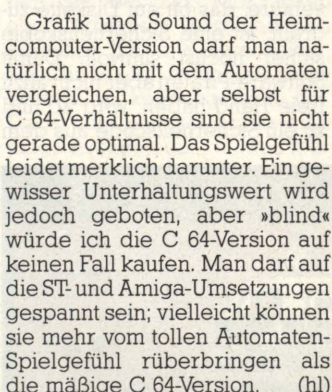 Grafik und Sound der Heim-
computer-Version darf man na-
türlich nicht mit dem Automaten
vergleichen, aber selbst für
C 64-Verhältnisse sind sie nicht
gerade optimal. Das Spielgefühl
leidet merklich darunter. Ein ge-
wisser Unterhaltungswert wird
jedoch geboten, aber »blind«
würde ich die C 64-Version auf
keinen Fall kaufen. Man darf auf
die ST- und Amiga-Umsetzungen
gespannt sein; vielleicht können
sie mehr vom tollen Automaten-
Spielgefühl rüberbringen als
die mäßige C 64-Version. (hl)